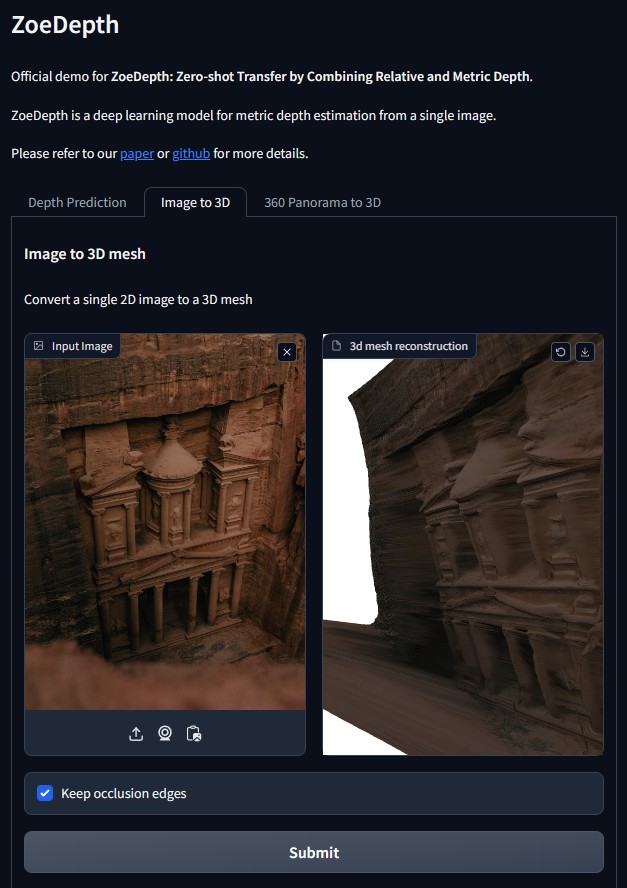 ZoeDepth
Official demo for ZoeDepth: Zero-shot Transfer by Combining Relative and Metric Depth.
ZoeDepth is a deep learning model for metric depth estimation from a single image.
Please refer to our paper or github for more details.
Depth Prediction
Image to 3D
360 Panorama to 3D
Image to 3D mesh
Convert a single 2D image to a 3D mesh
Input Image
3d mesh reconstruction
Keep occlusion edges
Submit